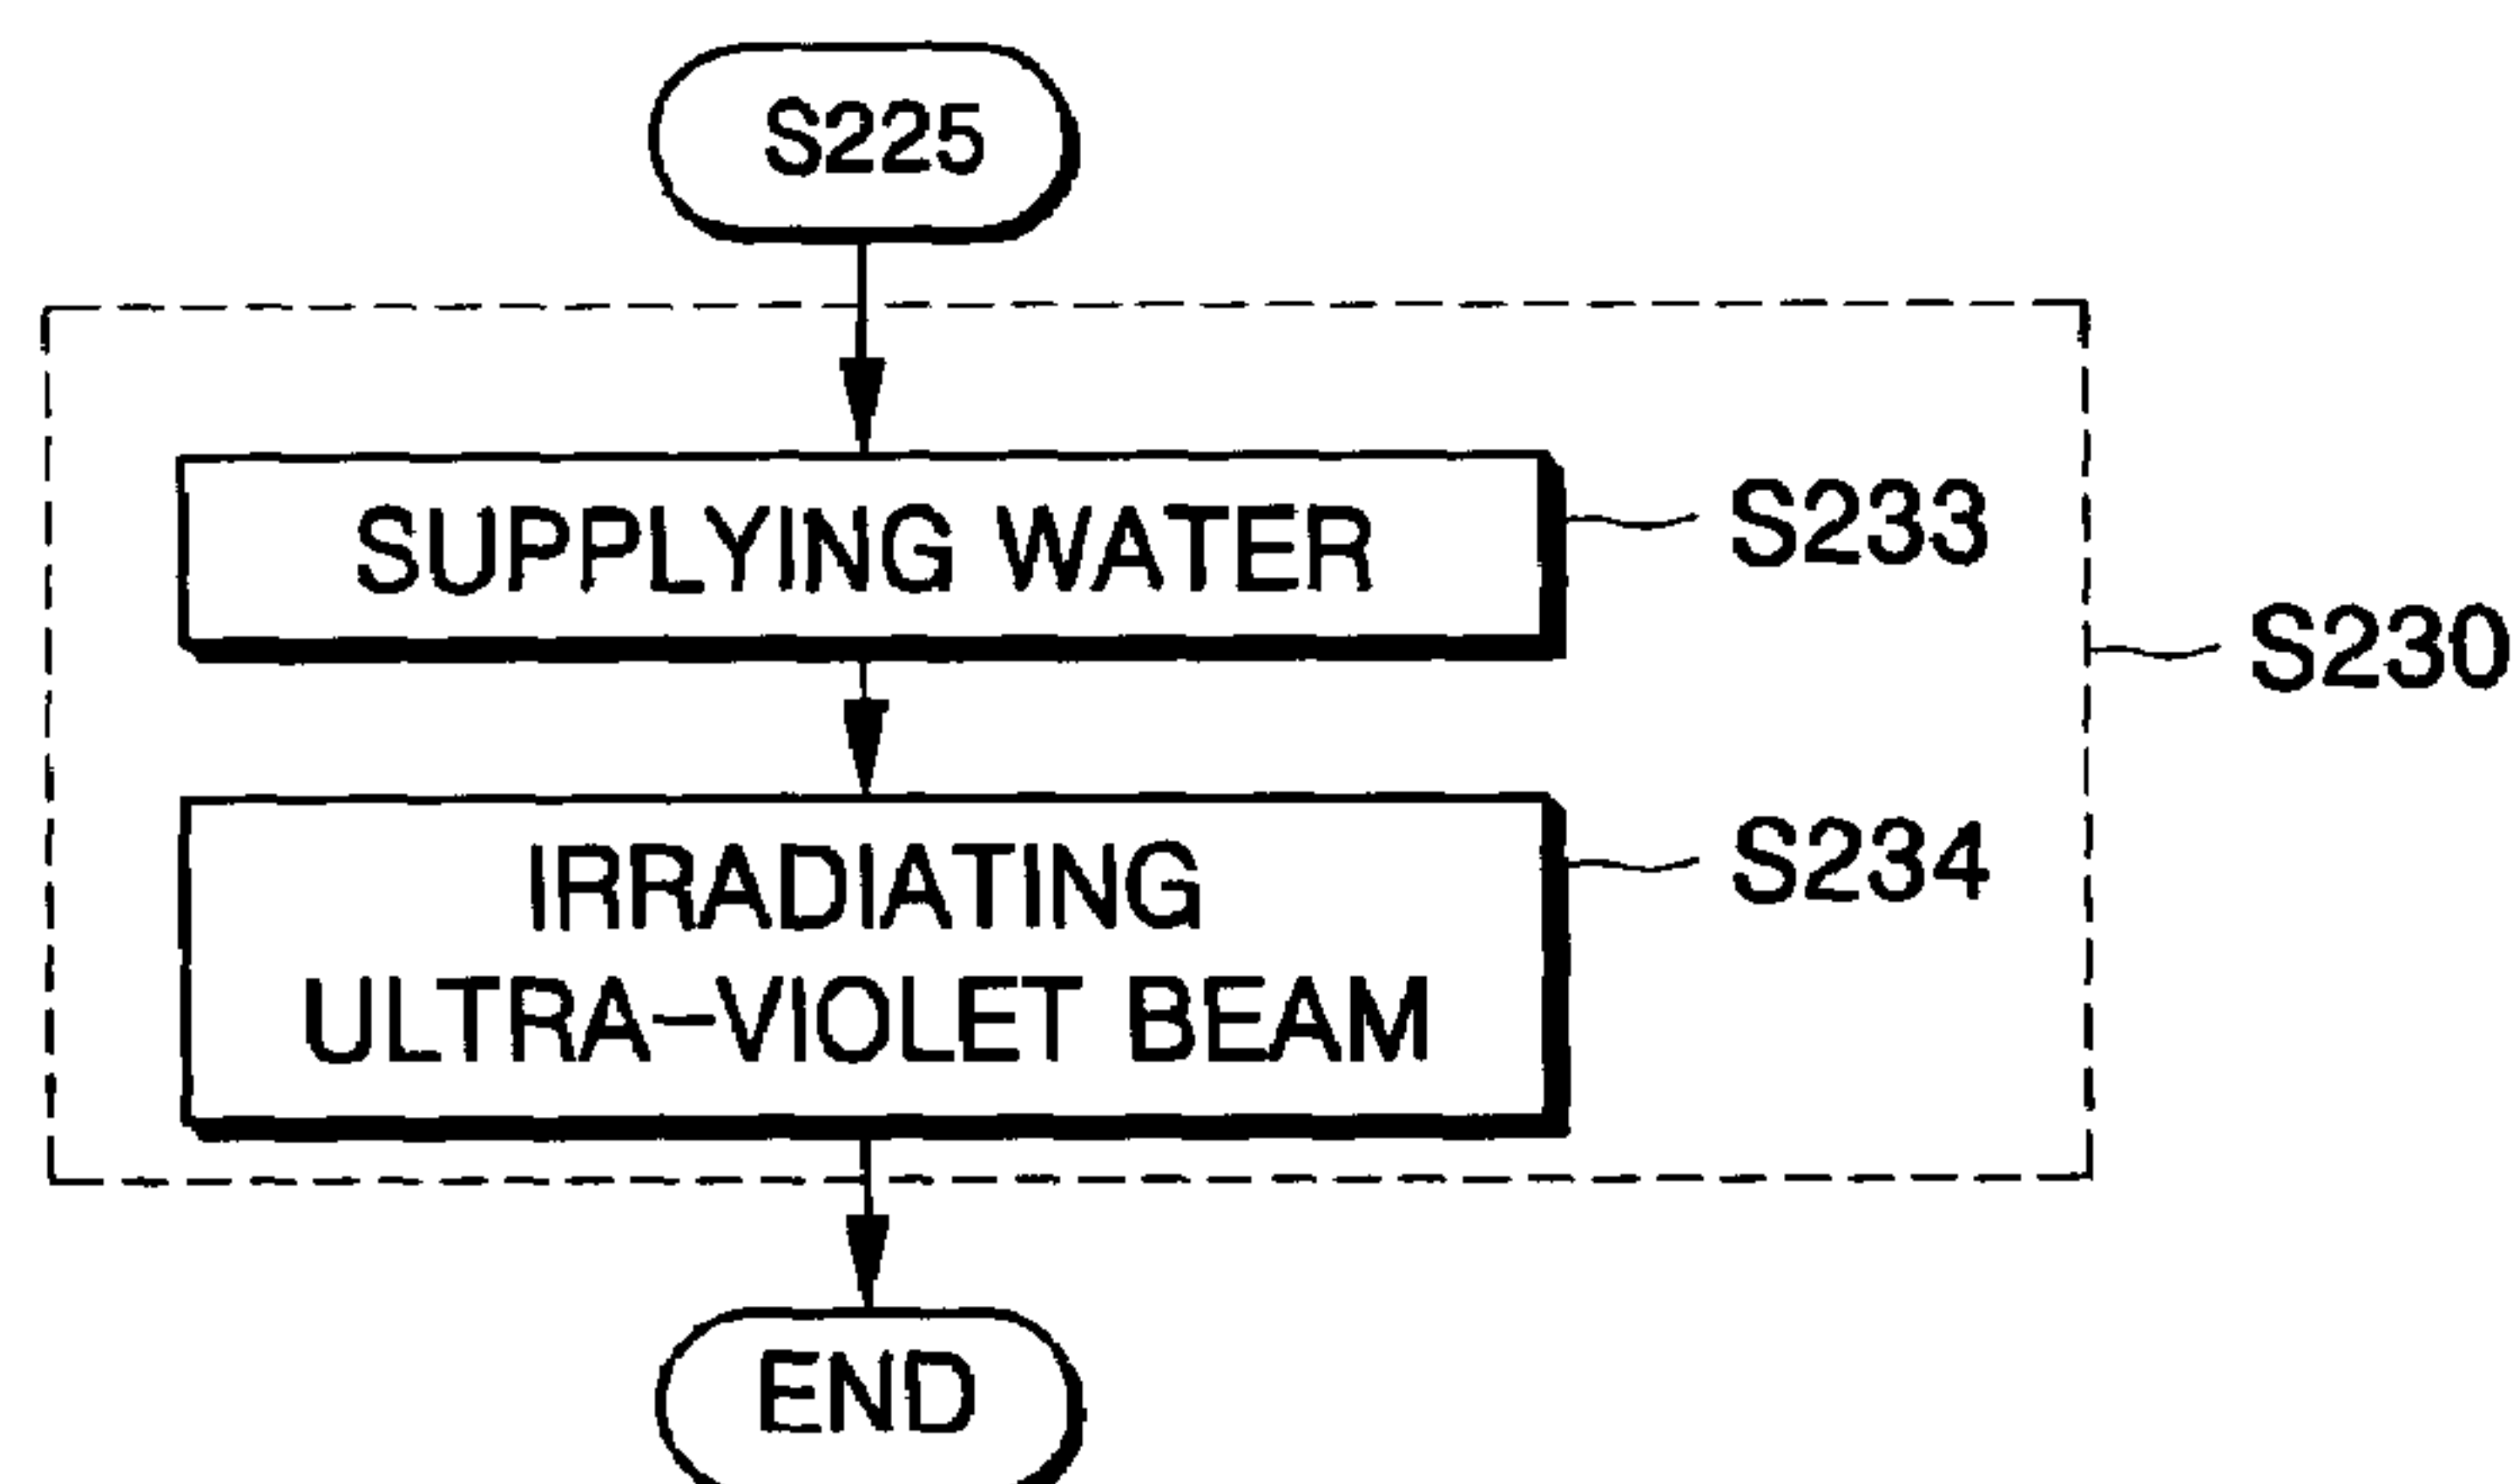 S225
SUPPLYING WATER
S233
S230
IRRADIATING
ULTRA-VIOLET BEAM
S234
END